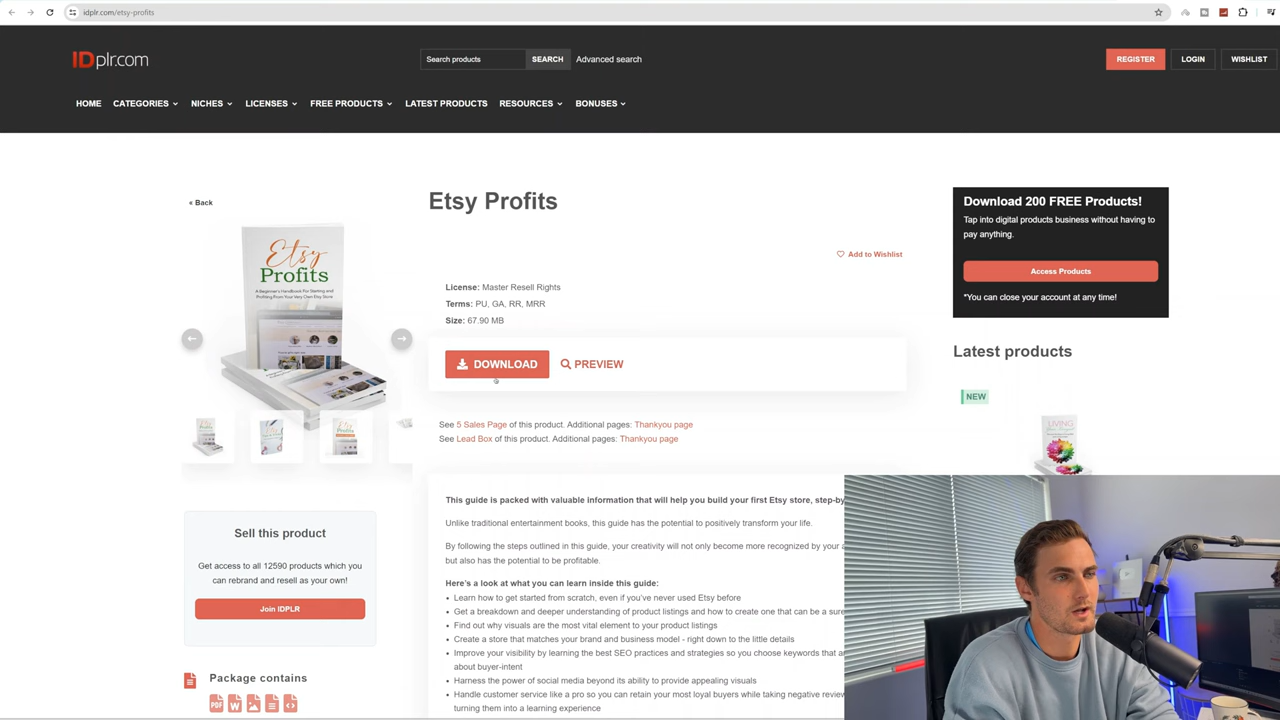 idplr.com/etsy-profits
IDplr.com
Search products
SEARCH
Advanced search
REGISTER
LOGIN
WISHLIST
HOME
CATEGORIES
NICHES
LICENSES
FREE PRODUCTS
LATEST PRODUCTS
RESOURCES
BONUSES
« Back
Etsy
Profits
A Beginner's Handbook For Starting and
Profiting From Your Very Own Etsy Store
Sell this product
Get access to all 12590 products which you
can rebrand and resell as your own!
Join IDPLR
Package contains
Etsy Profits
Add to Wishlist
License: Master Resell Rights
Terms: PU, GA, RR, MRR
Size: 67.90 MB
DOWNLOAD
PREVIEW
See 5 Sales Page of this product. Additional pages: Thankyou page
See Lead Box of this product. Additional pages: Thankyou page
This guide is packed with valuable information that will help you build your first Etsy store, step-by
Unlike traditional entertainment books, this guide has the potential to positively transform your life.
By following the steps outlined in this guide, your creativity will not only become more recognized by your a
but also has the potential to be profitable.
Here's a look at what you can learn inside this guide:
• Learn how to get started from scratch, even if you've never used Etsy before
• Get a breakdown and deeper understanding of product listings and how to create one that can be a sure
• Find out why visuals are the most vital element to your product listings
• Create a store that matches your brand and business model - right down to the little details
• Improve your visibility by learning the best SEO practices and strategies so you choose keywords that a
about buyer-intent
• Harness the power of social media beyond its ability to provide appealing visuals
• Handle customer service like a pro so you can retain your most loyal buyers while taking negative review
turning them into a learning experience
Download 200 FREE Products!
Tap into digital products business without having to
pay anything.
Access Products
*You can close your account at any time!
Latest products
NEW
LIVING